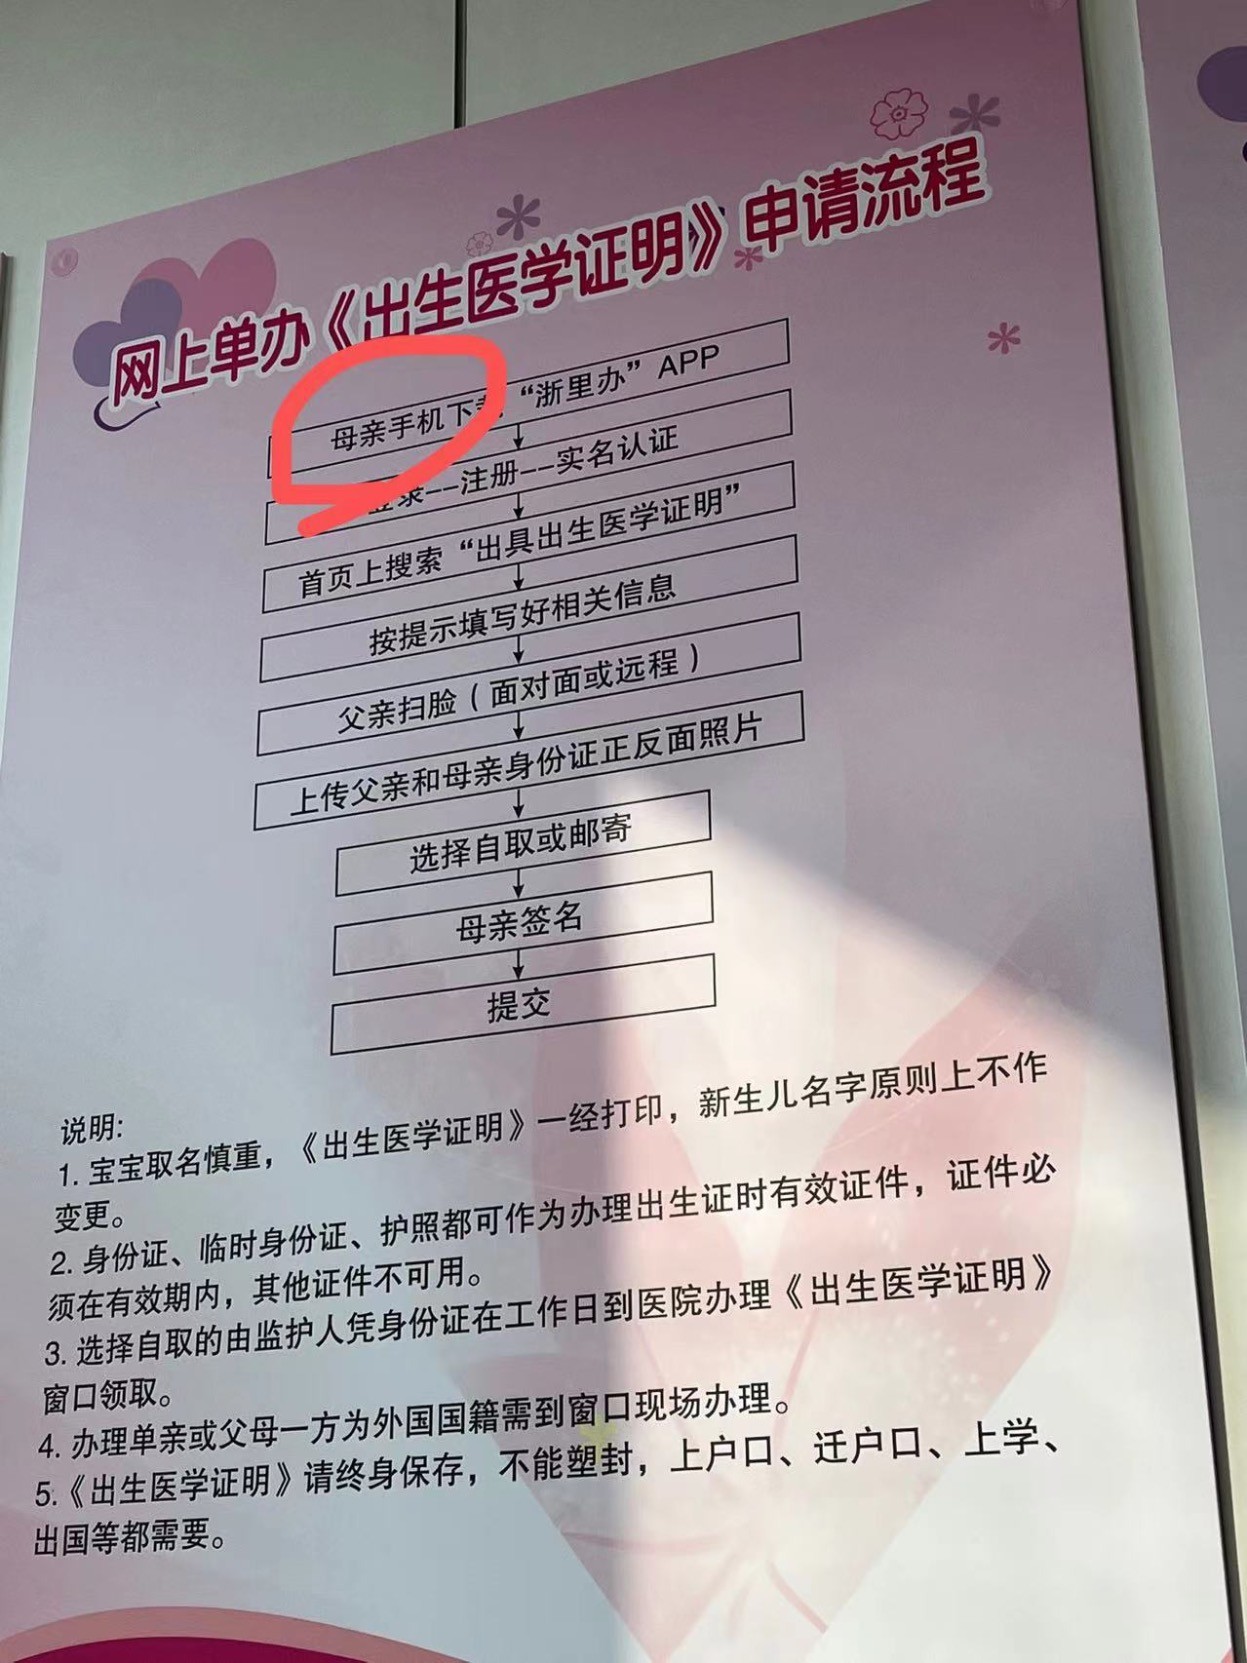 网上单办《出生医学证明》申请流程
母亲手机下载“浙里办”APP
登录--注册--实名认证
首页上搜索“出具出生医学证明”
按提示填写好相关信息
父亲扫脸（面对面或远程）
上传父亲和母亲身份证正反面照片
选择自取或邮寄
母亲签名
提交
说明:
1. 宝宝取名慎重，《出生医学证明》一经打印，新生儿名字原则上不作
变更。
2. 身份证、临时身份证、护照都可作为办理出生证时有效证件，证件必
须在有效期内，其他证件不可用。
3. 选择自取的由监护人凭身份证在工作日到医院办理《出生医学证明》
窗口领取。
4. 办理单亲或父母一方为外国国籍需到窗口现场办理。
5.《出生医学证明》请终身保存，不能塑封，上户口、迁户口、上学、
出国等都需要。